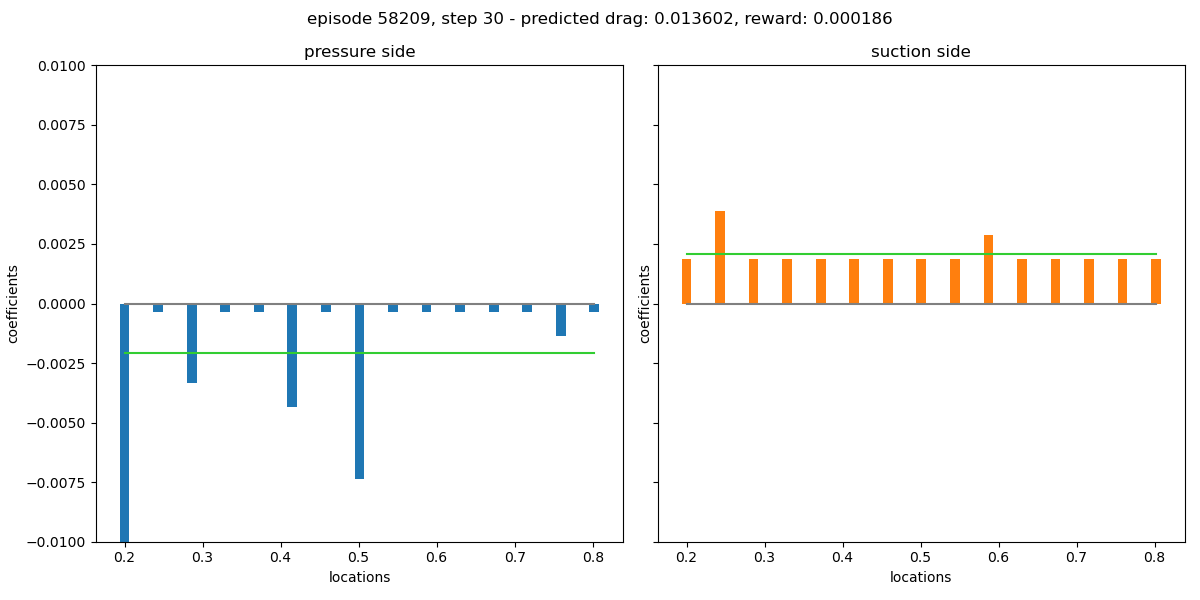 episode 58209, step 30 - predicted drag: 0.013602, reward: 0.000186
pressure side
suction side
0.0100
0.0075
0.0050
0.0025
0.0000
−0.0025
−0.0050
−0.0075
−0.0100
coefficients
coefficients
0.2 0.3 0.4 0.5 0.6 0.7 0.8
0.2 0.3 0.4 0.5 0.6 0.7 0.8
locations
locations